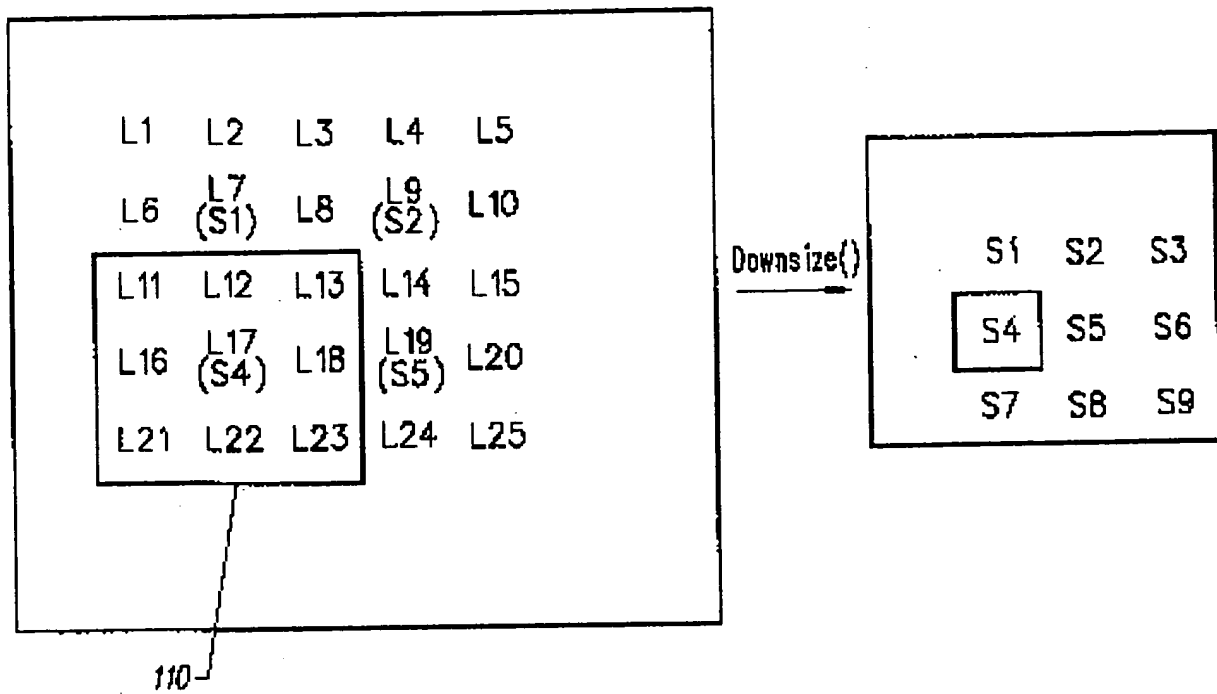 L1 L2 L3 L4 L5
L6 L7 (S1) L8 L9 (S2) L10
L11 L12 L13 L14 L15
L16 L17 (S4) L18 L19 (S5) L20
L21 L22 L23 L24 L25
110
Downsize()
S1 S2 S3
S4 S5 S6
S7 S8 S9